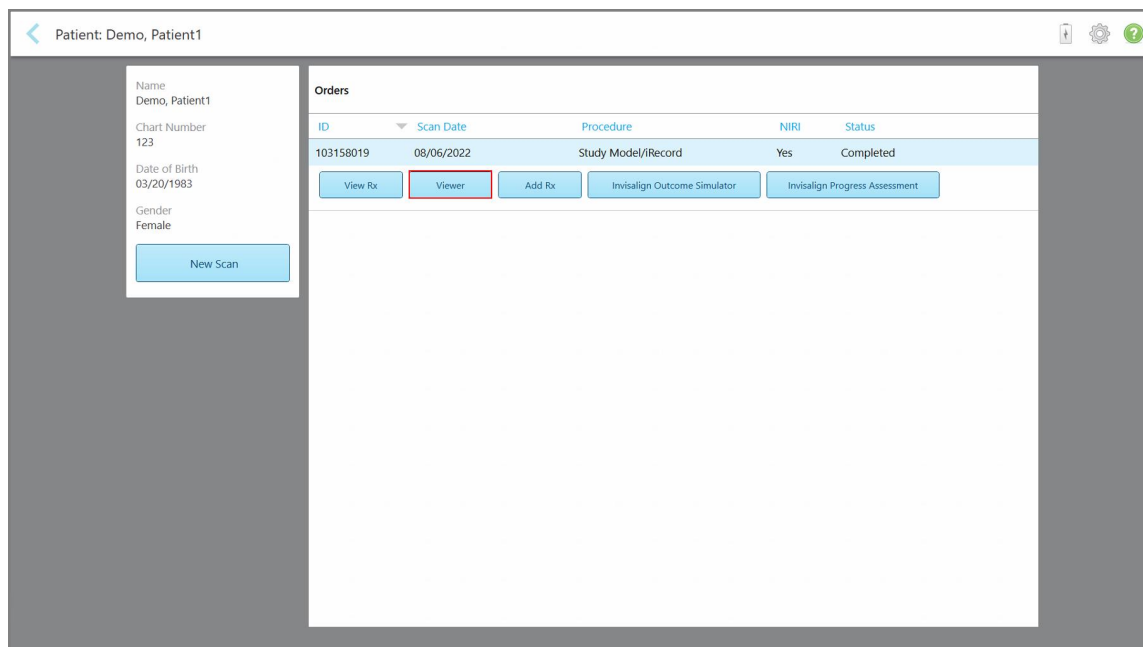 Patient: Demo, Patient1
?
Name
Demo, Patient1
Chart Number
123
Date of Birth
03/20/1983
Gender
Female
New Scan
Orders
ID Scan Date Procedure NIRI Status
103158019 08/06/2022 Study Model/iRecord Yes Completed
View Rx Viewer Add Rx Invisalign Outcome Simulator Invisalign Progress Assessment